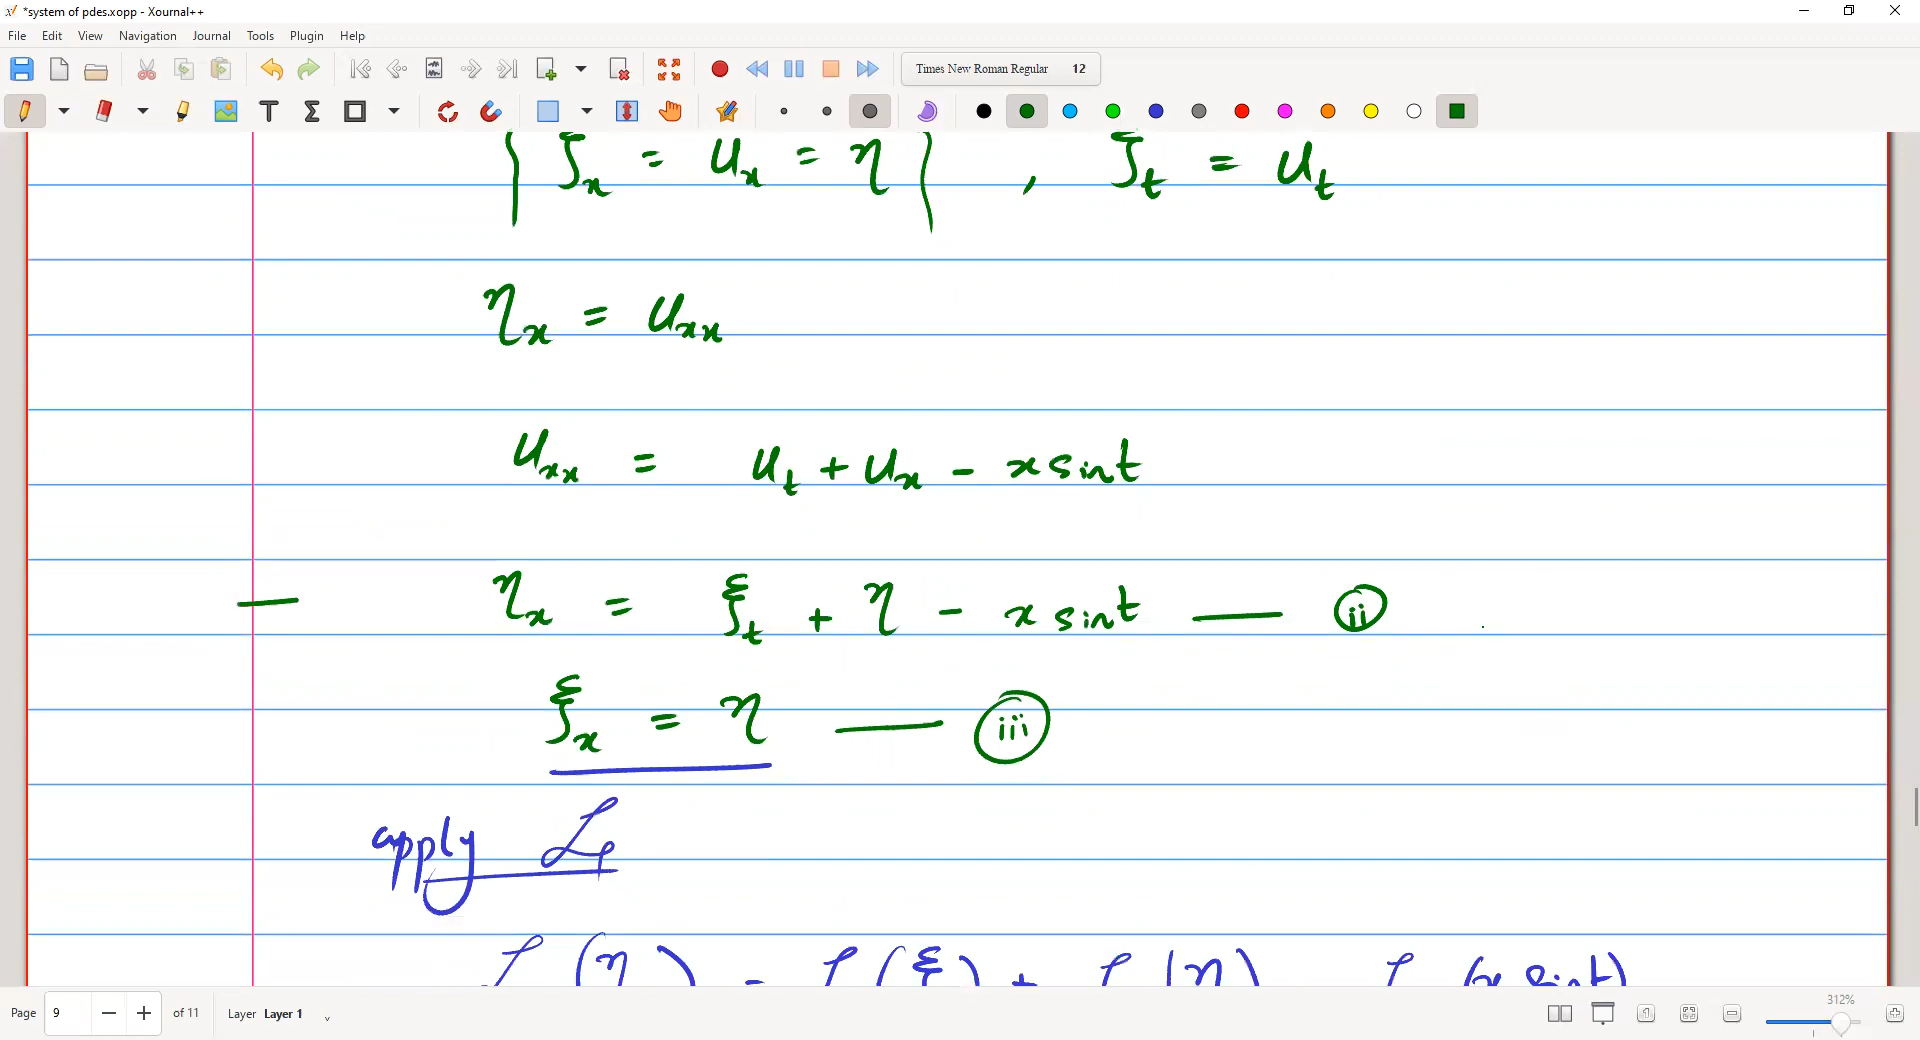 *system of pdes.xopp - Xournal++
File Edit View Navigation Journal Tools Plugin Help
Times New Roman Regular 12
ξₓ = uₓ = η , ξₜ = uₜ
ηₓ = uₓₓ
uₓₓ = uₜ + uₓ - x sint
— ηₓ = ξₜ + η - x sint — ii
ξₓ = η — iii
apply ℒ
ℒ (η ) = ℒ (ξ ) + ℒ (η) ℒ (x sint)
312%
Page 9 of 11 Layer Layer 1